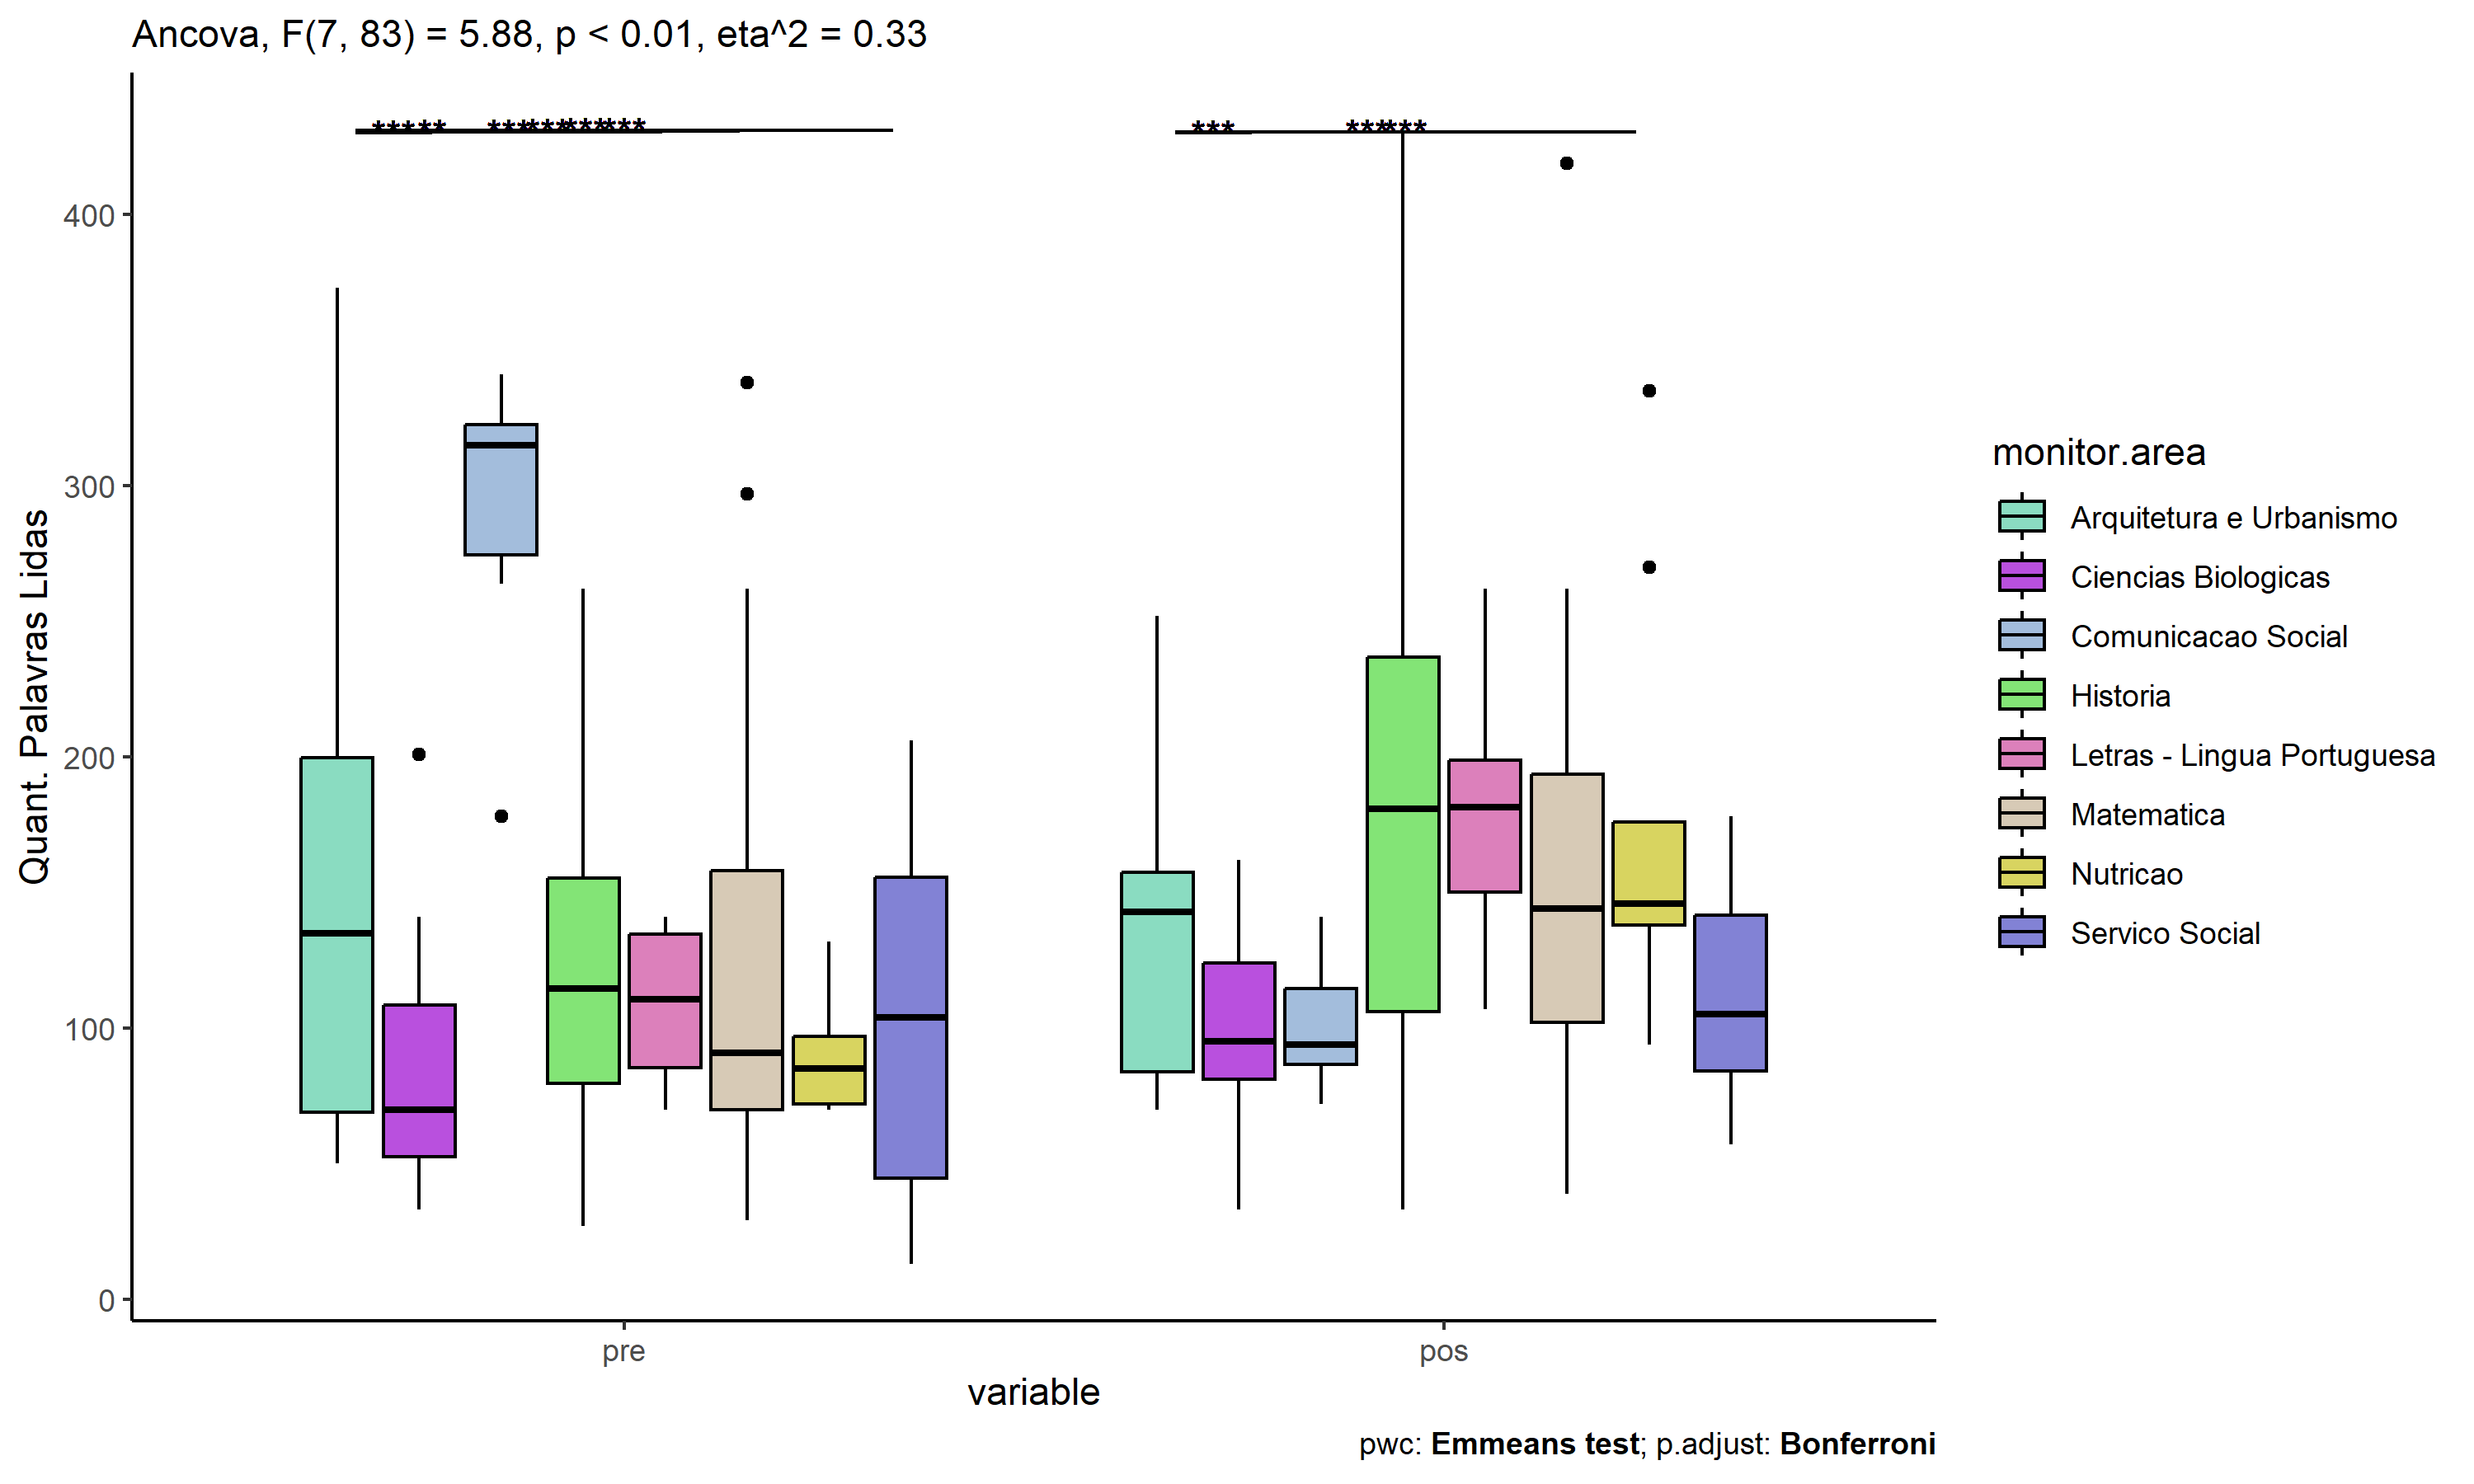 Ancova, F(7, 83) = 5.88, p < 0.01, eta^2 = 0.33
Quant. Palavras Lidas
400
300
200
100
0
pre
pos
variable
monitor.area
Arquitetura e Urbanismo
Ciencias Biologicas
Comunicacao Social
Historia
Letras - Lingua Portuguesa
Matematica
Nutricao
Servico Social
pwc: Emmeans test; p.adjust: Bonferroni